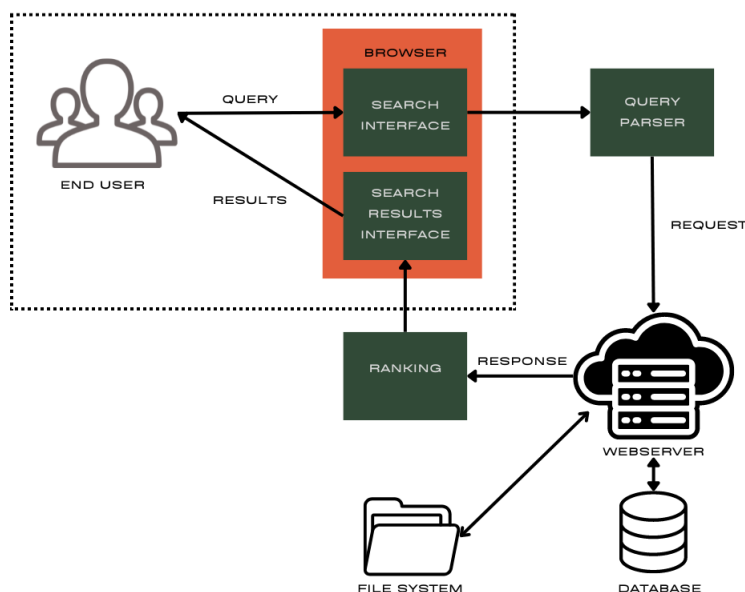 BROWSER
QUERY
SEARCH
INTERFACE
QUERY
PARSER
END USER
RESULTS
SEARCH
RESULTS
INTERFACE
REQUEST
RANKING
RESPONSE
WEBSERVER
FILE SYSTEM
DATABASE